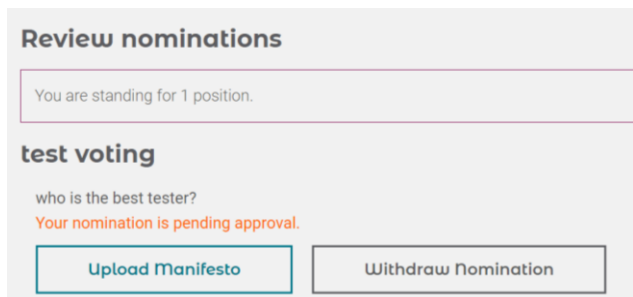 Review nominations
You are standing for 1 position.
test voting
who is the best tester?
Your nomination is pending approval.
Upload Manifesto
Withdraw Nomination